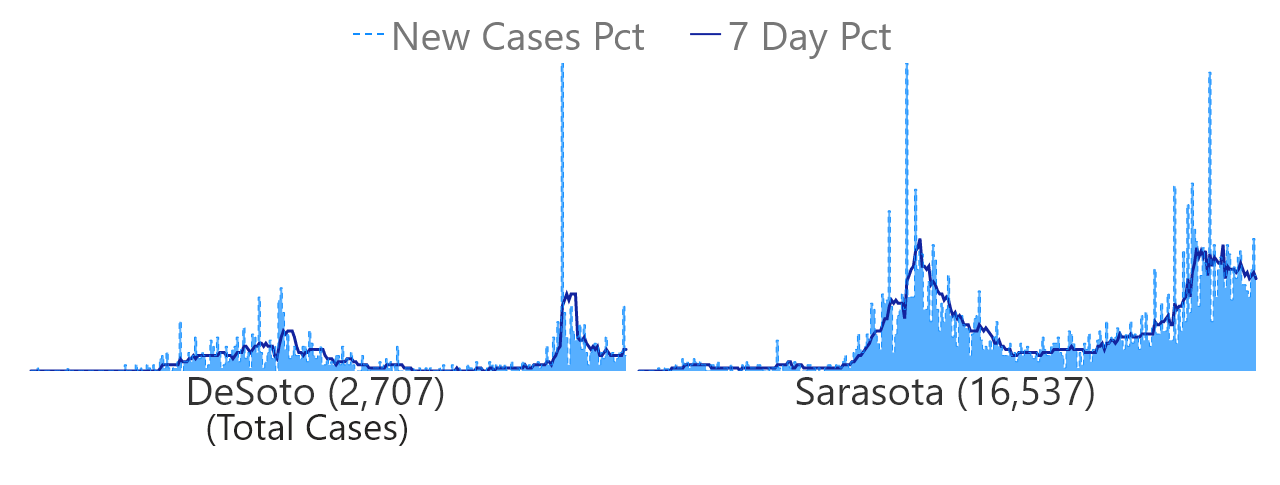 New Cases Pct 7 Day Pct
DeSoto (2,707) Sarasota (16,537)
(Total Cases)